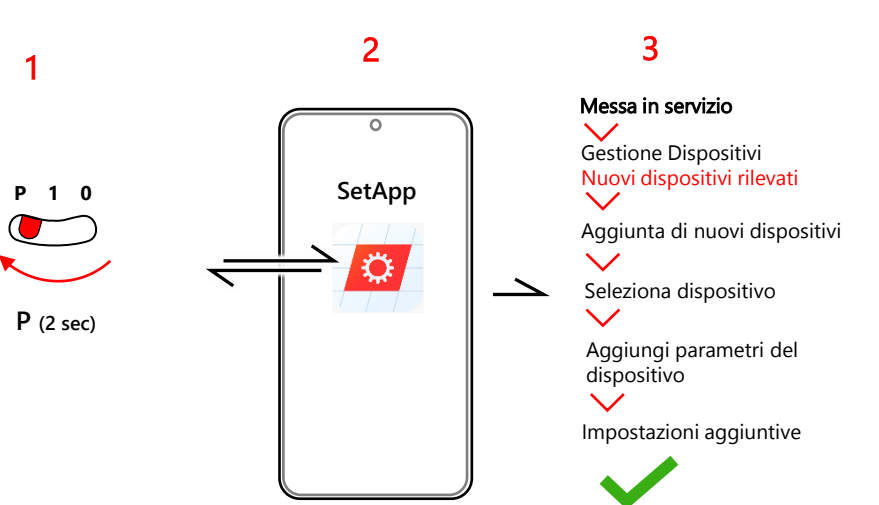 1
P 1 0
P (2 sec)
2
SetApp
3
Messa in servizio
Gestione Dispositivi
Nuovi dispositivi rilevati
Aggiunta di nuovi dispositivi
Seleziona dispositivo
Aggiungi parametri del
dispositivo
Impostazioni aggiuntive